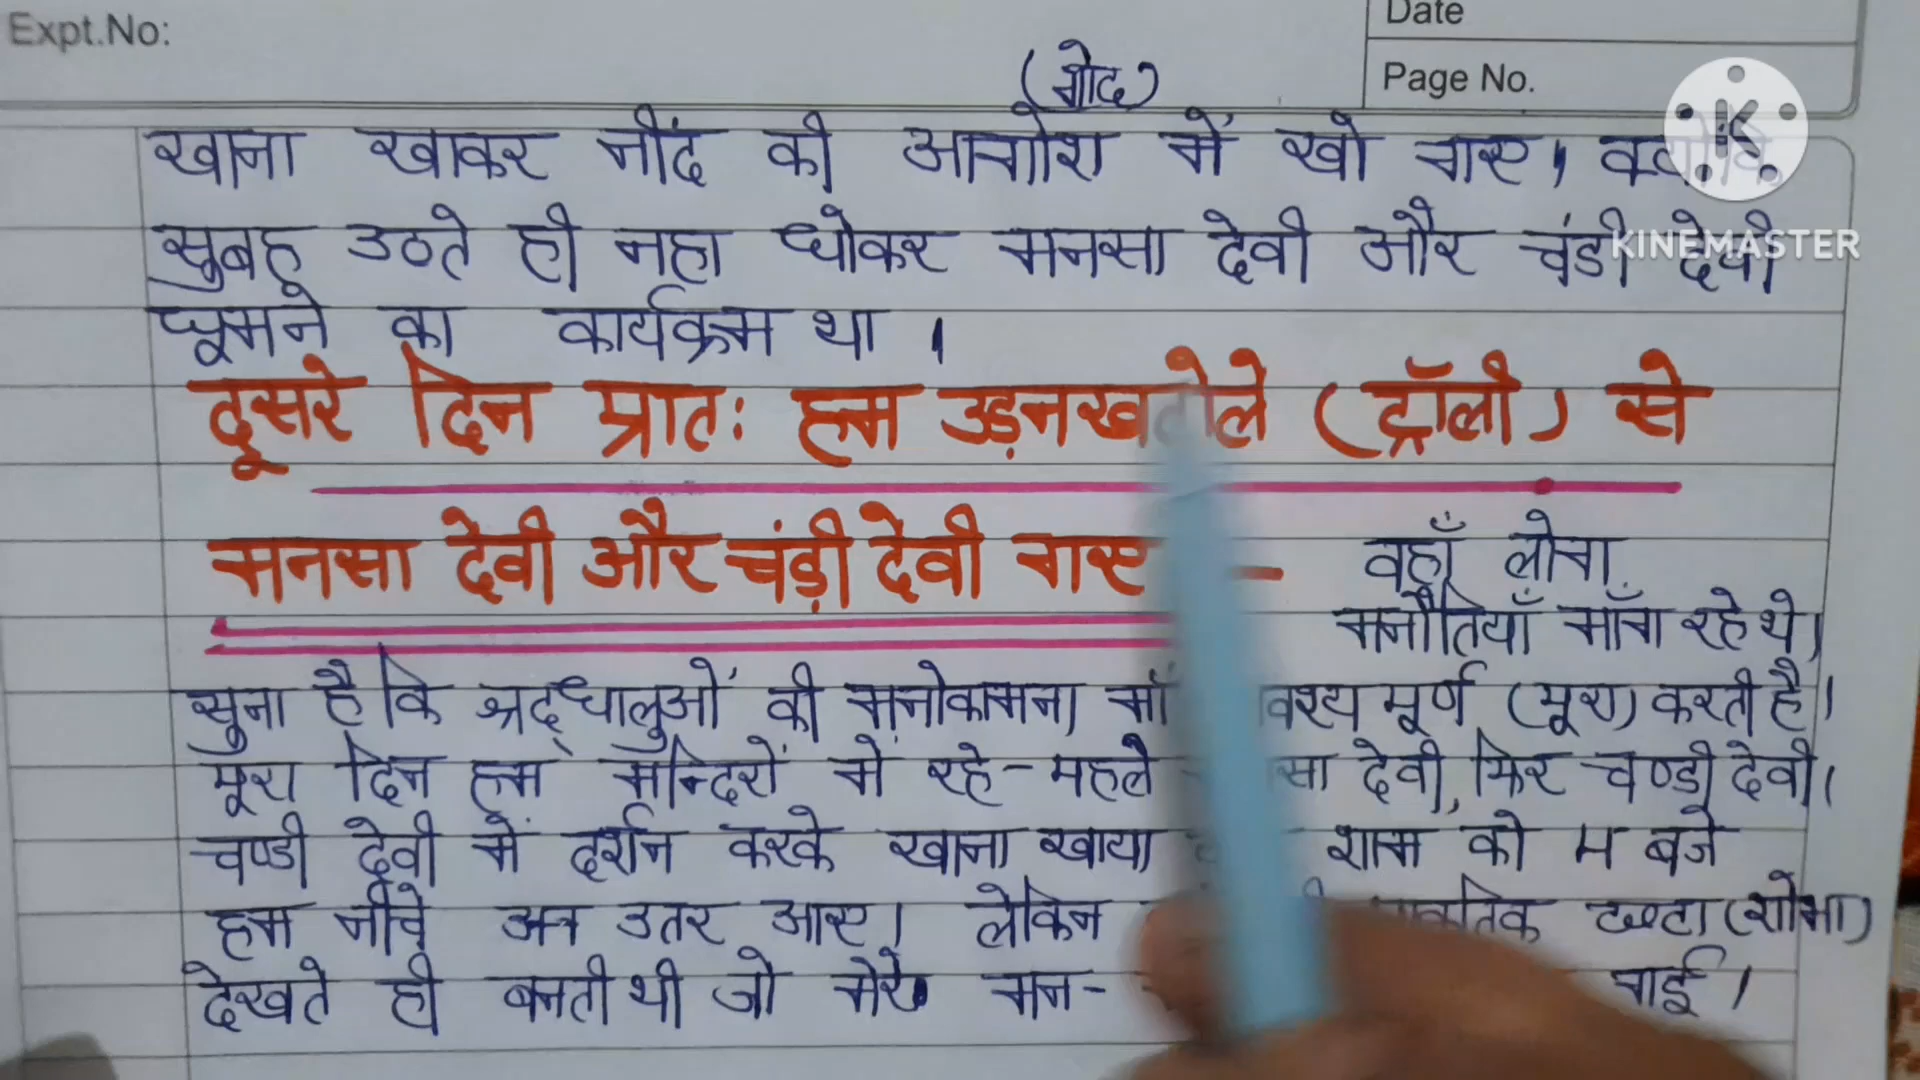 Expt.No:
Date
Page No.
(गोद)
खाना खाकर नींद की आगोश में खो गए।
KINEMASTER
सुबह उठते ही नहा धोकर मनसा देवी और चंडी देवी
घूमने का कार्यक्रम था।
दूसरे दिन प्रातः हम उड़नखटोले (ट्रॉली) से
मनसा देवी और चंड़ी देवी गए – वहाँ लोग
मनौतियाँ माँग रहे थे।
सुना है कि श्रद्धालुओं की मनोकामना पूर्ण (पूरा) करती है।
पूरा दिन हम मन्दिरों में रहे - पहले देवी, फिर चण्डी देवी।
चण्डी देवी में दर्शन करके खाना खाया शाम को 5 बजे
हम नीचे उतर आए। लेकिन छटा (शोभा)
देखते ही बनती थी जो मेरे मन- गई।